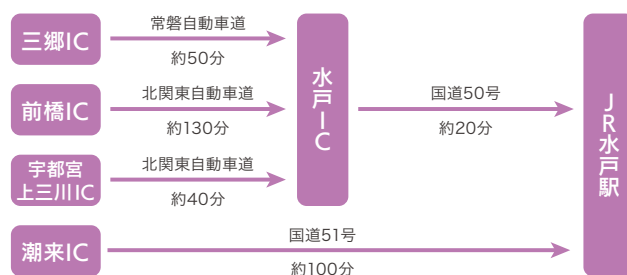 三郷IC
常磐自動車道
約50分
前橋IC
北関東自動車道
約130分
宇都宮
上三川IC
北関東自動車道
約40分
水戸IC
国道50号
約20分
潮来IC
国道51号
約100分
JR水戸駅